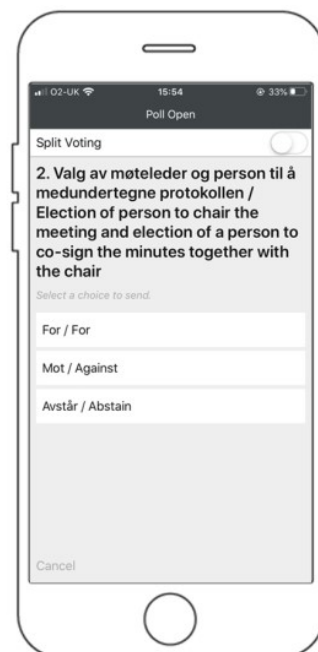 O2-UK 15:54 33%
Poll Open
Split Voting
2. Valg av møteleder og person til å
medundertegne protokollen /
Election of person to chair the
meeting and election of a person to
co-sign the minutes together with
the chair
Select a choice to send.
For / For
Mot / Against
Avstår / Abstain
Cancel